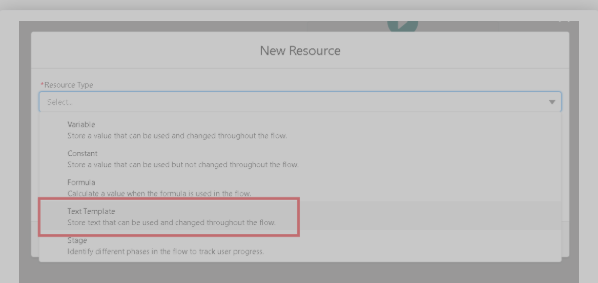 New Resource
*Resource Type
Select...
Variable
Store a value that can be used and changed throughout the flow.
Constant
Store a value that can be used but not changed throughout the flow.
Formula
Calculate a value when the formula is used in the flow.
Text Template
Store text that can be used and changed throughout the flow.
Stage
Identify different phases in the flow to track user progress.